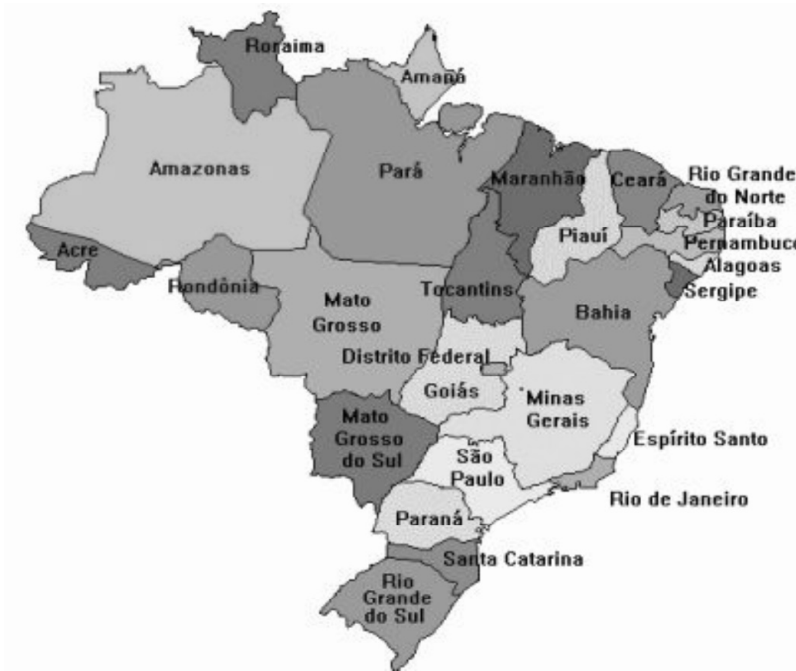 Roraima
Amaná
Amazonas
Pará
Maranhão
Ceará
Rio Grande
do Norte
Paraíba
Pernambuco
Piauí
Alagoas
Acre
Rondônia
Tocantins
Sergipe
Mato
Grosso
Bahia
Distrito Federal
Goiás
Minas
Gerais
Mato
Grosso
do Sul
Espírito Santo
São
Paulo
Rio de Janeiro
Paraná
Santa Catarina
Rio
Grande
do Sul